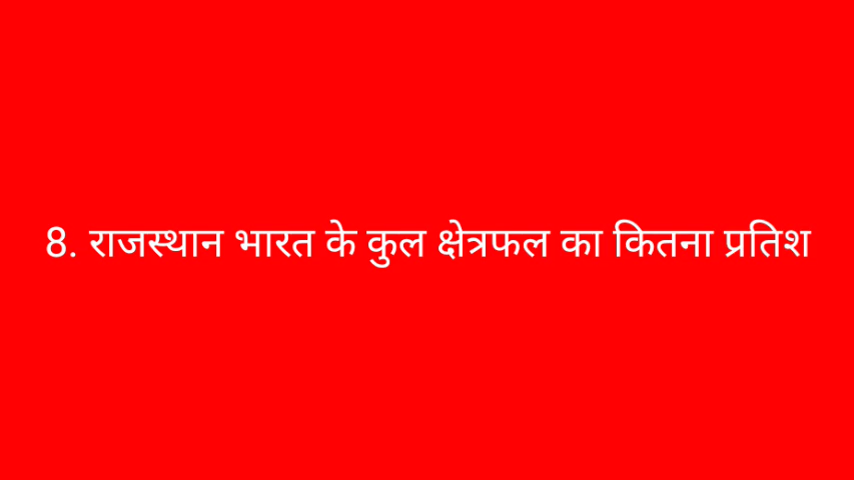 8. राजस्थान भारत के कुल क्षेत्रफल का कितना प्रतिश